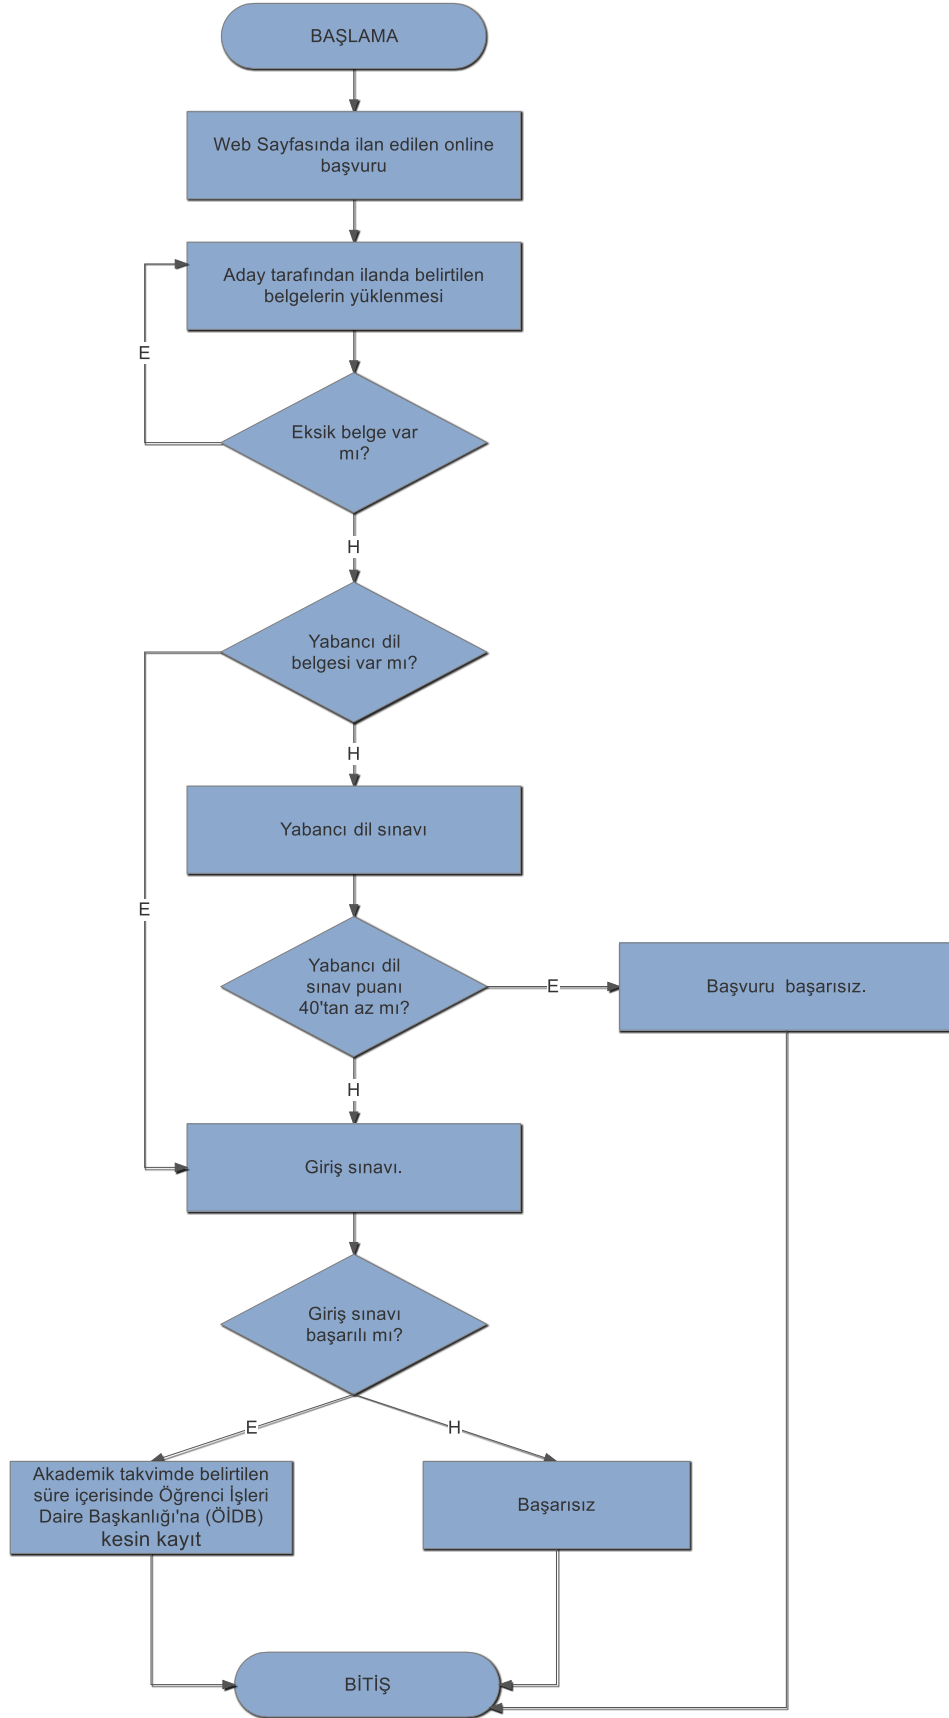 BAŞLAMA
Web Sayfasında ilan edilen online
başvuru
Aday tarafından ilanda belirtilen
belgelerin yüklenmesi
E
Eksik belge var
mı?
H
Yabancı dil
belgesi var mı?
H
Yabancı dil sınavı
E
Yabancı dil
sınav puanı
40'tan az mı?
E
Başvuru başarısız.
H
Giriş sınavı.
Giriş sınavı
başarılı mı?
E
H
Akademik takvimde belirtilen
süre içerisinde Öğrenci İşleri
Daire Başkanlığı'na (ÖİDB)
kesin kayıt
Başarısız
BİTİŞ